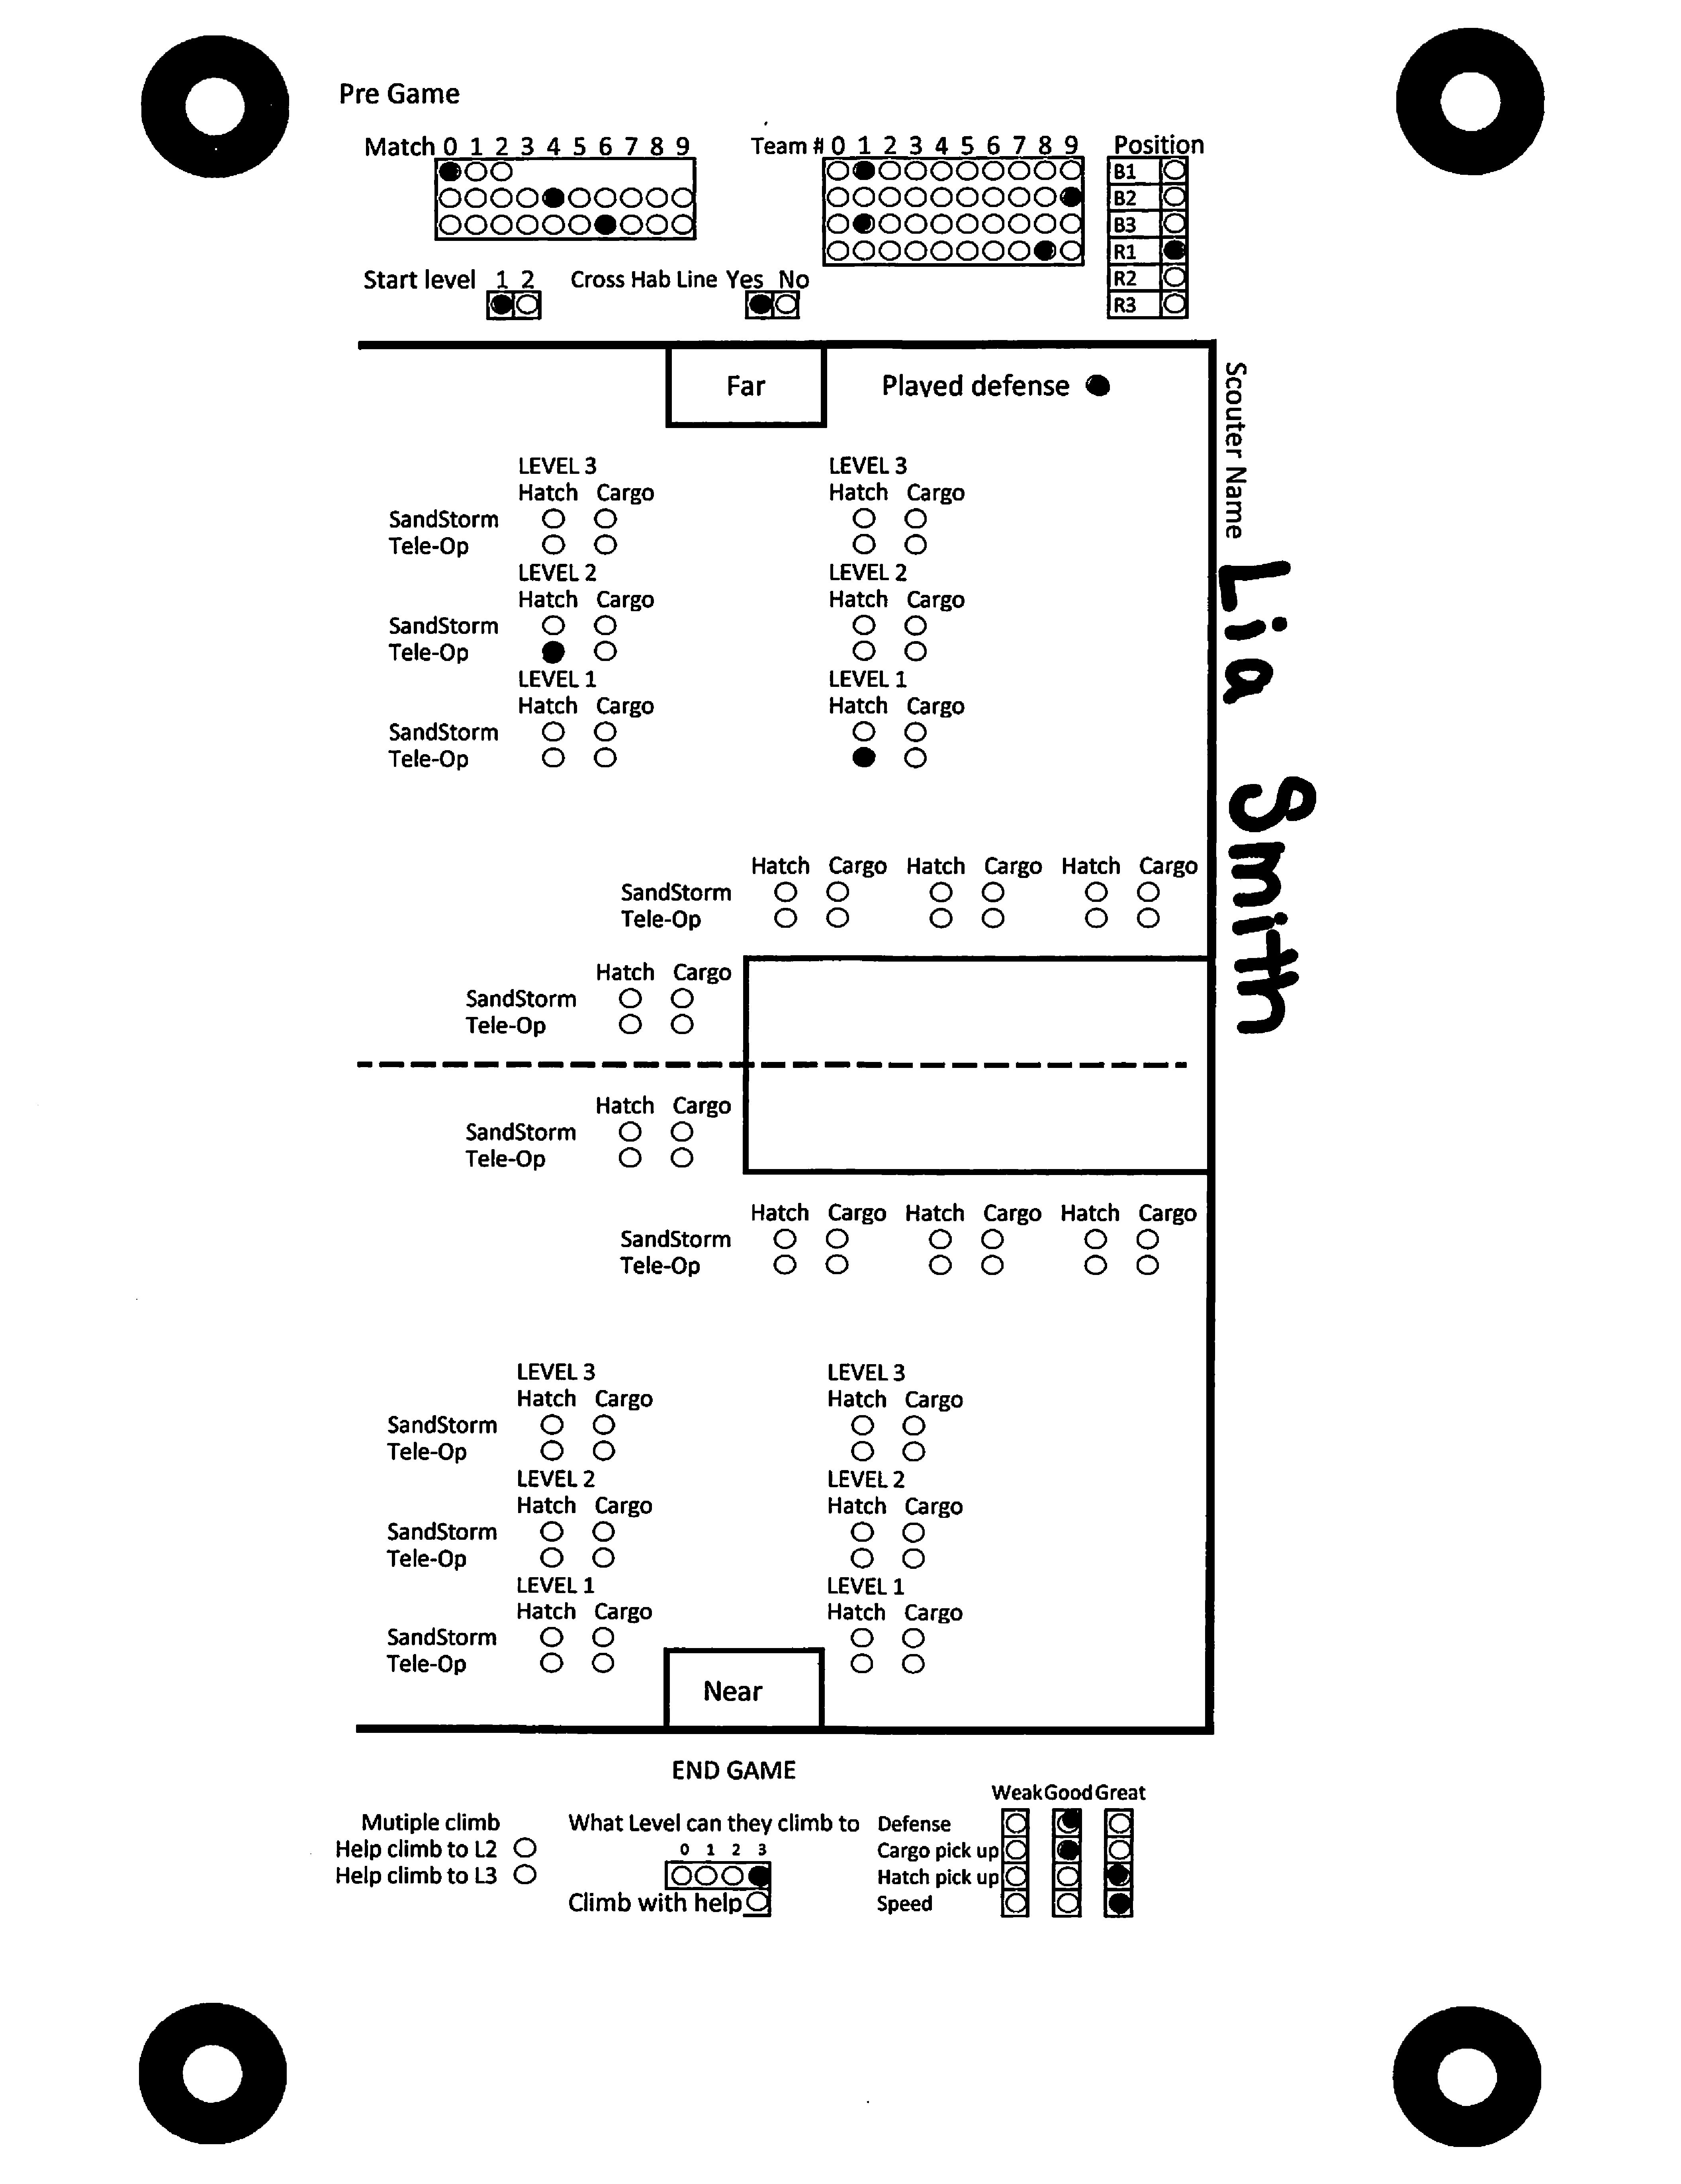 Pre Game
Match 0 1 2 3 4 5 6 7 8 9
Team # 0 1 2 3 4 5 6 7 8 9
Position
B1
B2
B3
R1
R2
R3
Start level 1 2
Cross Hab Line Yes No
Far
Played defense
Scouter Name Lia Smith
LEVEL 3 LEVEL 3
Hatch Cargo Hatch Cargo
SandStorm
Tele-Op
LEVEL 2 LEVEL 2
Hatch Cargo Hatch Cargo
SandStorm
Tele-Op
LEVEL 1 LEVEL 1
Hatch Cargo Hatch Cargo
SandStorm
Tele-Op
Hatch Cargo Hatch Cargo Hatch Cargo
SandStorm
Tele-Op
Hatch Cargo
SandStorm
Tele-Op
Hatch Cargo
SandStorm
Tele-Op
Hatch Cargo Hatch Cargo Hatch Cargo
SandStorm
Tele-Op
LEVEL 3 LEVEL 3
Hatch Cargo Hatch Cargo
SandStorm
Tele-Op
LEVEL 2 LEVEL 2
Hatch Cargo Hatch Cargo
SandStorm
Tele-Op
LEVEL 1 LEVEL 1
Hatch Cargo Hatch Cargo
SandStorm
Tele-Op
Near
END GAME
Mutiple climb
Help climb to L2
Help climb to L3
What Level can they climb to
0 1 2 3
Climb with help
Weak Good Great
Defense
Cargo pick up
Hatch pick up
Speed